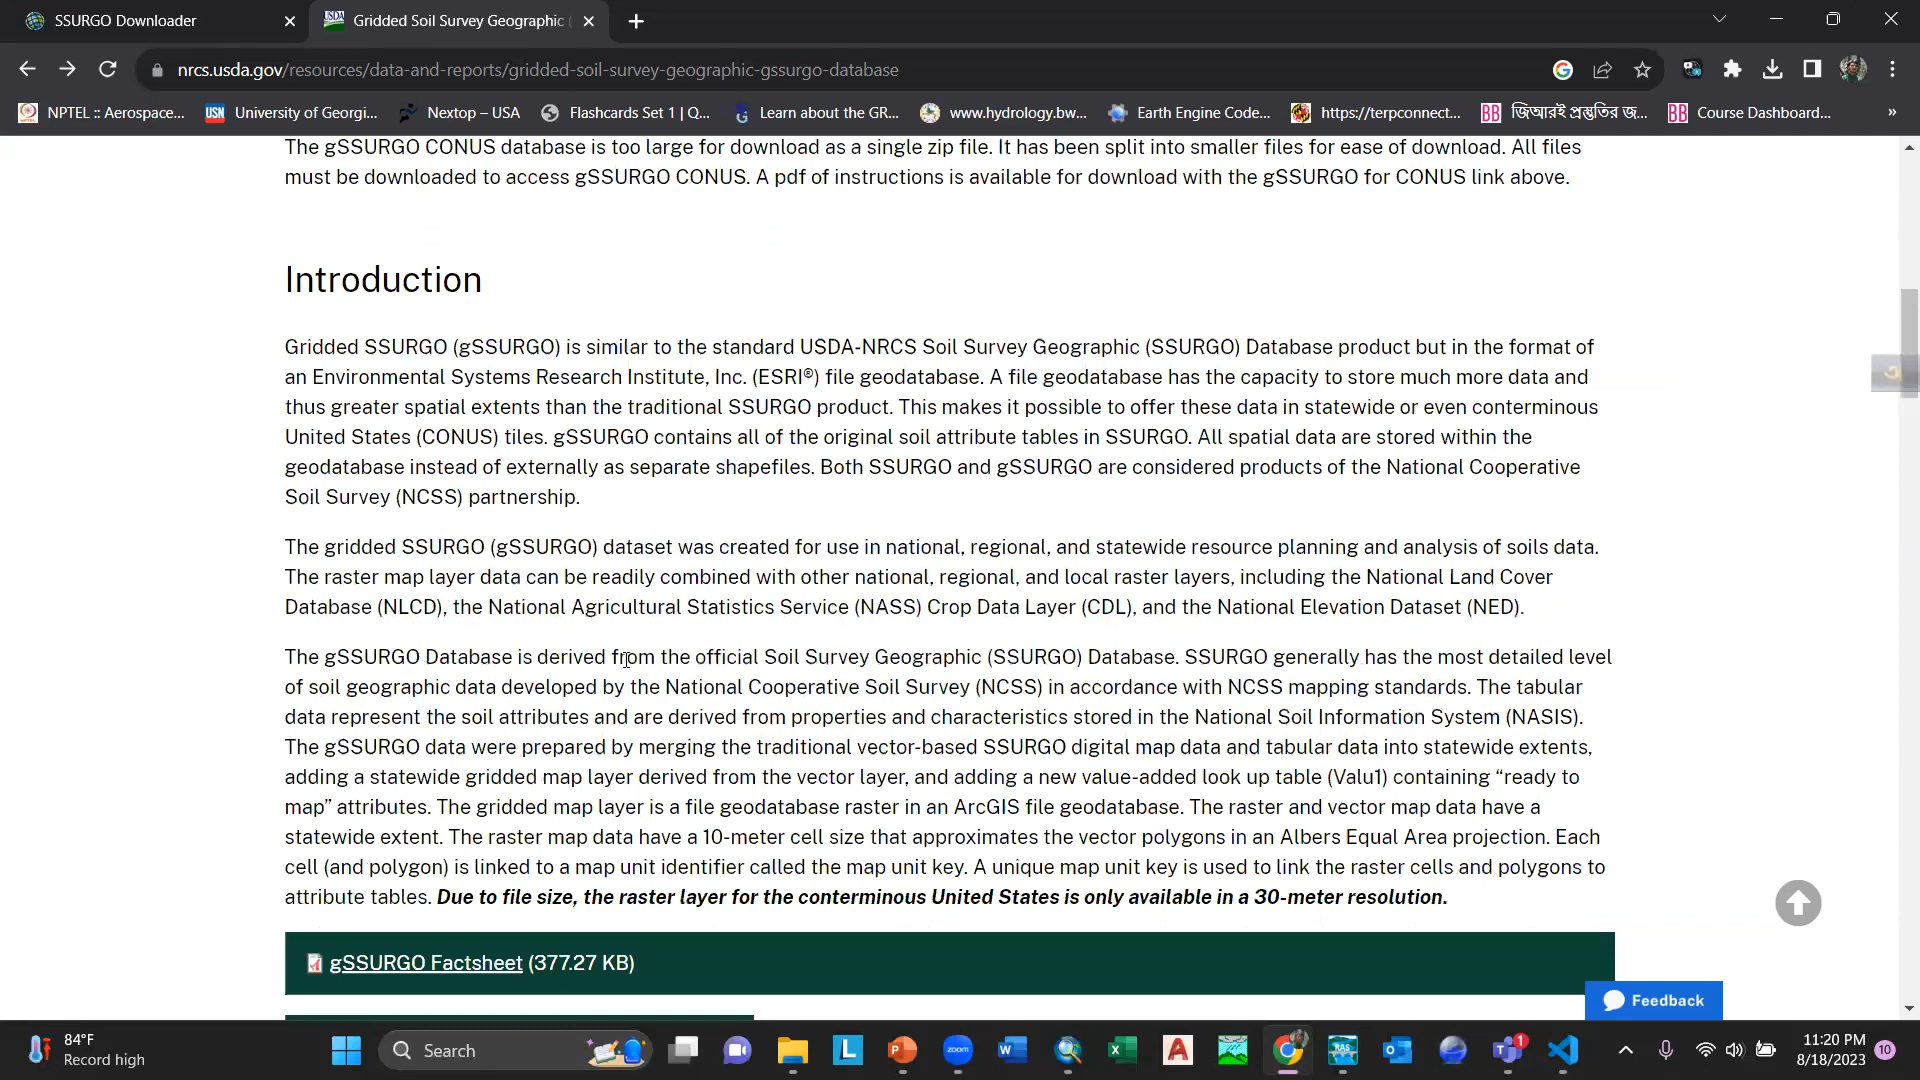 SSURGO Downloader
Gridded Soil Survey Geographic (
nrcs.usda.gov/resources/data-and-reports/gridded-soil-survey-geographic-gssurgo-database
NPTEL :: Aerospace... USN University of Georgi... Nextop – USA Flashcards Set 1 | Q... Learn about the GR... www.hydrology.bw... Earth Engine Code... https://terpconnect... BB জিআরই প্রস্তুতির জ... BB Course Dashboard... »
The gSSURGO CONUS database is too large for download as a single zip file. It has been split into smaller files for ease of download. All files
must be downloaded to access gSSURGO CONUS. A pdf of instructions is available for download with the gSSURGO for CONUS link above.
Introduction
Gridded SSURGO (gSSURGO) is similar to the standard USDA-NRCS Soil Survey Geographic (SSURGO) Database product but in the format of
an Environmental Systems Research Institute, Inc. (ESRI®) file geodatabase. A file geodatabase has the capacity to store much more data and
thus greater spatial extents than the traditional SSURGO product. This makes it possible to offer these data in statewide or even conterminous
United States (CONUS) tiles. gSSURGO contains all of the original soil attribute tables in SSURGO. All spatial data are stored within the
geodatabase instead of externally as separate shapefiles. Both SSURGO and gSSURGO are considered products of the National Cooperative
Soil Survey (NCSS) partnership.
The gridded SSURGO (gSSURGO) dataset was created for use in national, regional, and statewide resource planning and analysis of soils data.
The raster map layer data can be readily combined with other national, regional, and local raster layers, including the National Land Cover
Database (NLCD), the National Agricultural Statistics Service (NASS) Crop Data Layer (CDL), and the National Elevation Dataset (NED).
The gSSURGO Database is derived from the official Soil Survey Geographic (SSURGO) Database. SSURGO generally has the most detailed level
of soil geographic data developed by the National Cooperative Soil Survey (NCSS) in accordance with NCSS mapping standards. The tabular
data represent the soil attributes and are derived from properties and characteristics stored in the National Soil Information System (NASIS).
The gSSURGO data were prepared by merging the traditional vector-based SSURGO digital map data and tabular data into statewide extents,
adding a statewide gridded map layer derived from the vector layer, and adding a new value-added look up table (Valu1) containing “ready to
map” attributes. The gridded map layer is a file geodatabase raster in an ArcGIS file geodatabase. The raster and vector map data have a
statewide extent. The raster map data have a 10-meter cell size that approximates the vector polygons in an Albers Equal Area projection. Each
cell (and polygon) is linked to a map unit identifier called the map unit key. A unique map unit key is used to link the raster cells and polygons to
attribute tables. Due to file size, the raster layer for the conterminous United States is only available in a 30-meter resolution.
gSSURGO Factsheet (377.27 KB)
Feedback
84°F
Record high
Search
zoom
1
11:20 PM
8/18/2023
10